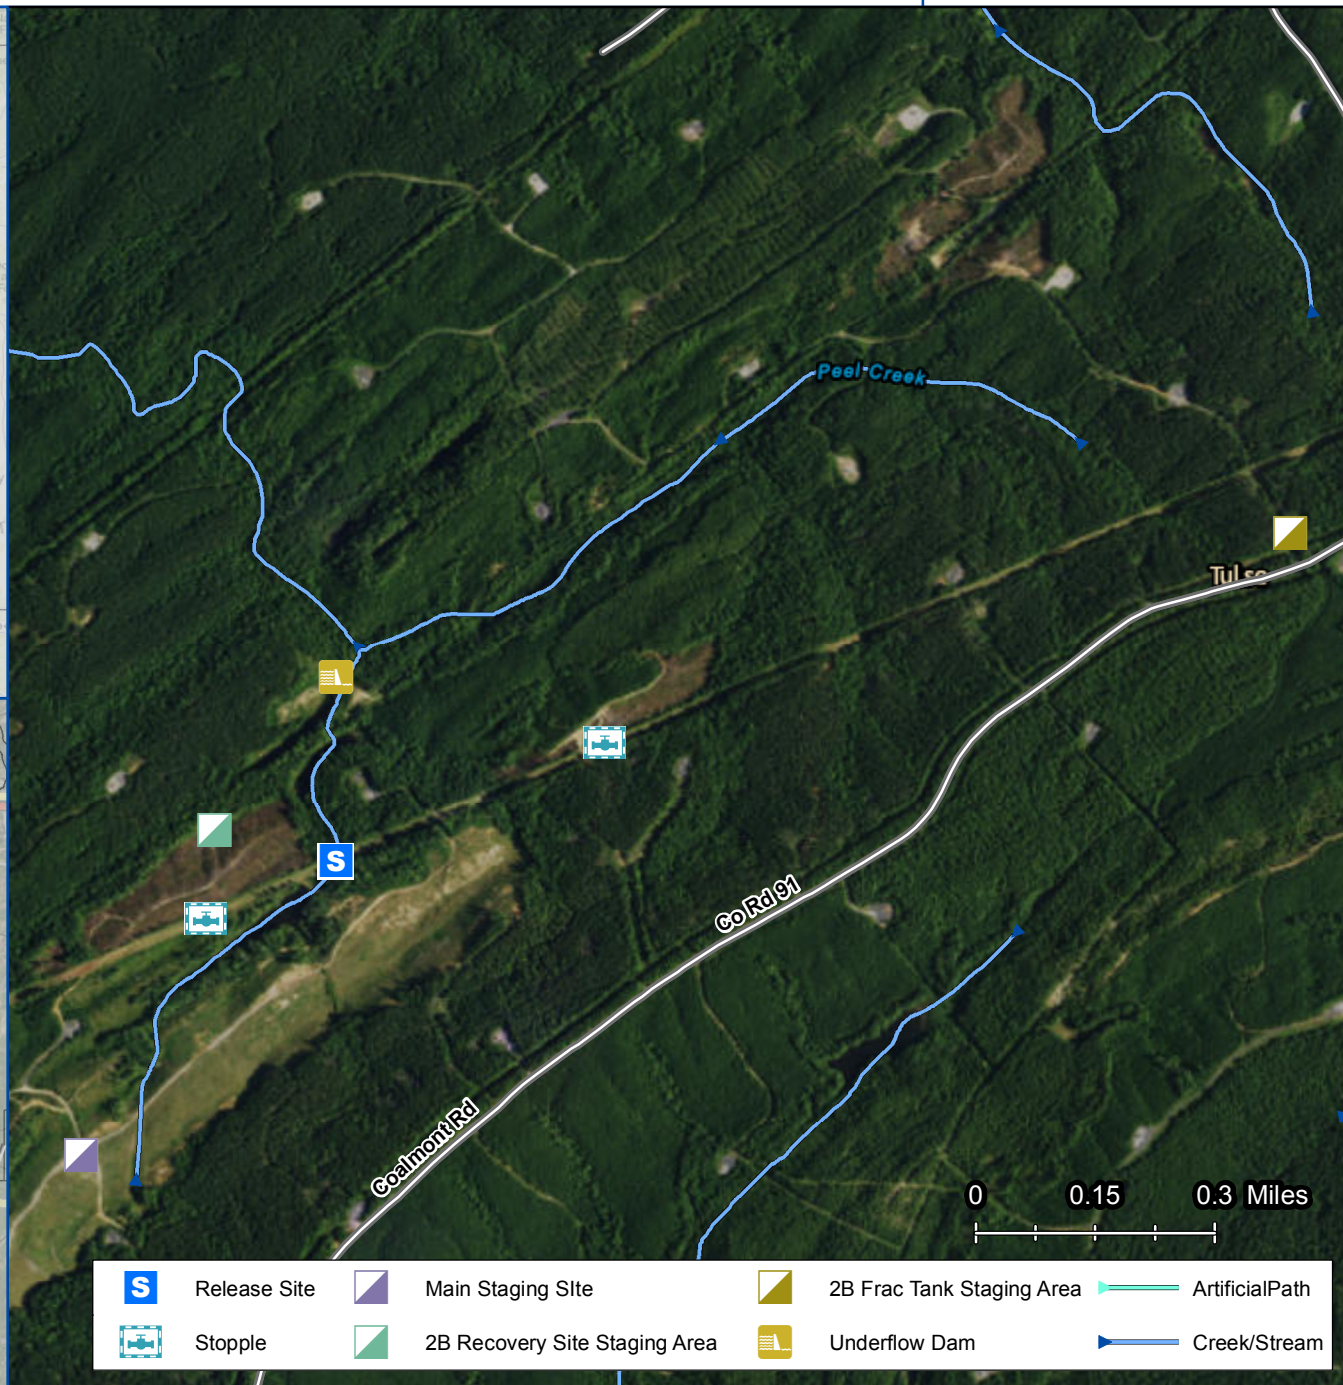 Peel Creek
Tulsa
Co Rd 91
Coalmont Rd
0 0.15 0.3 Miles
S
S Release Site
Main Staging SIte
2B Frac Tank Staging Area
ArtificialPath
Stopple
2B Recovery Site Staging Area
Underflow Dam
Creek/Stream